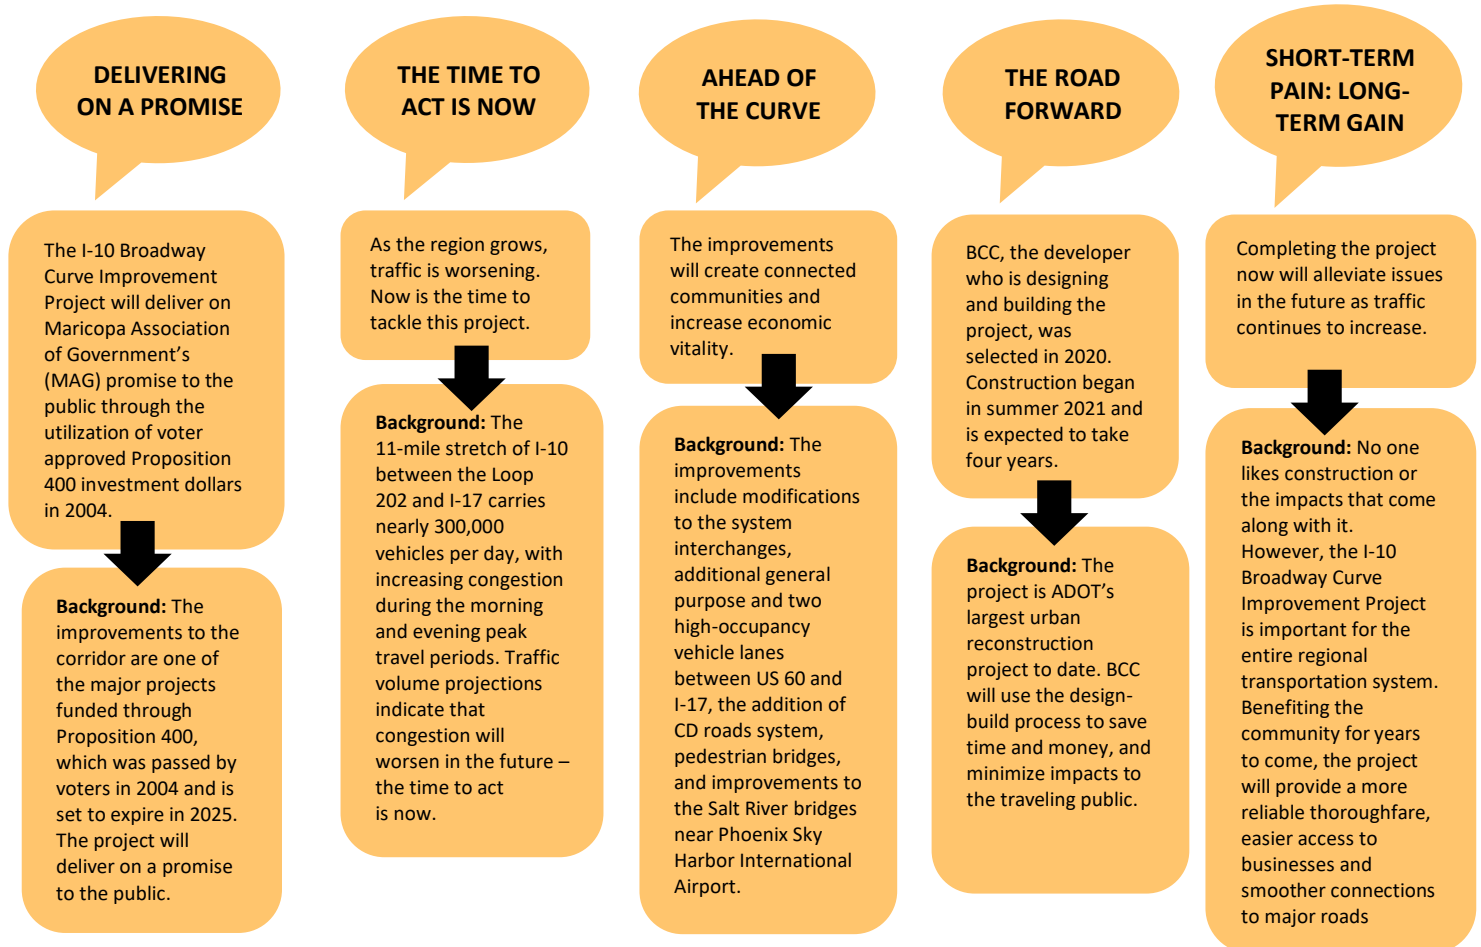 DELIVERING
ON A PROMISE
The I-10 Broadway
Curve Improvement
Project will deliver on
Maricopa Association
of Government’s
(MAG) promise to the
public through the
utilization of voter
approved Proposition
400 investment dollars
in 2004.
Background: The
improvements to the
corridor are one of
the major projects
funded through
Proposition 400,
which was passed by
voters in 2004 and is
set to expire in 2025.
The project will
deliver on a promise
to the public.
THE TIME TO
ACT IS NOW
As the region grows,
traffic is worsening.
Now is the time to
tackle this project.
Background: The
11-mile stretch of I-10
between the Loop
202 and I-17 carries
nearly 300,000
vehicles per day, with
increasing congestion
during the morning
and evening peak
travel periods. Traffic
volume projections
indicate that
congestion will
worsen in the future –
the time to act
is now.
AHEAD OF
THE CURVE
The improvements
will create connected
communities and
increase economic
vitality.
Background: The
improvements
include modifications
to the system
interchanges,
additional general
purpose and two
high-occupancy
vehicle lanes
between US 60 and
I-17, the addition of
CD roads system,
pedestrian bridges,
and improvements to
the Salt River bridges
near Phoenix Sky
Harbor International
Airport.
THE ROAD
FORWARD
BCC, the developer
who is designing
and building the
project, was
selected in 2020.
Construction began
in summer 2021 and
is expected to take
four years.
Background: The
project is ADOT’s
largest urban
reconstruction
project to date. BCC
will use the design-
build process to save
time and money, and
minimize impacts to
the traveling public.
SHORT-TERM
PAIN: LONG-
TERM GAIN
Completing the project
now will alleviate issues
in the future as traffic
continues to increase.
Background: No one
likes construction or
the impacts that come
along with it.
However, the I-10
Broadway Curve
Improvement Project
is important for the
entire regional
transportation system.
Benefiting the
community for years
to come, the project
will provide a more
reliable thoroughfare,
easier access to
businesses and
smoother connections
to major roads